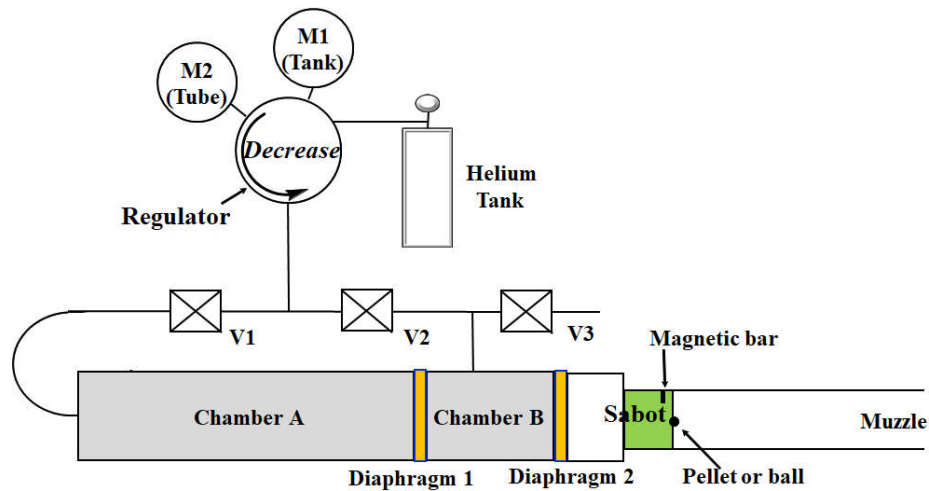 M1
(Tank)
M2
(Tube)
Decrease
Helium
Tank
Regulator
V1
V2
V3
Magnetic bar
Chamber A
Chamber B
Sabot
Muzzle
Diaphragm 1
Diaphragm 2
Pellet or ball